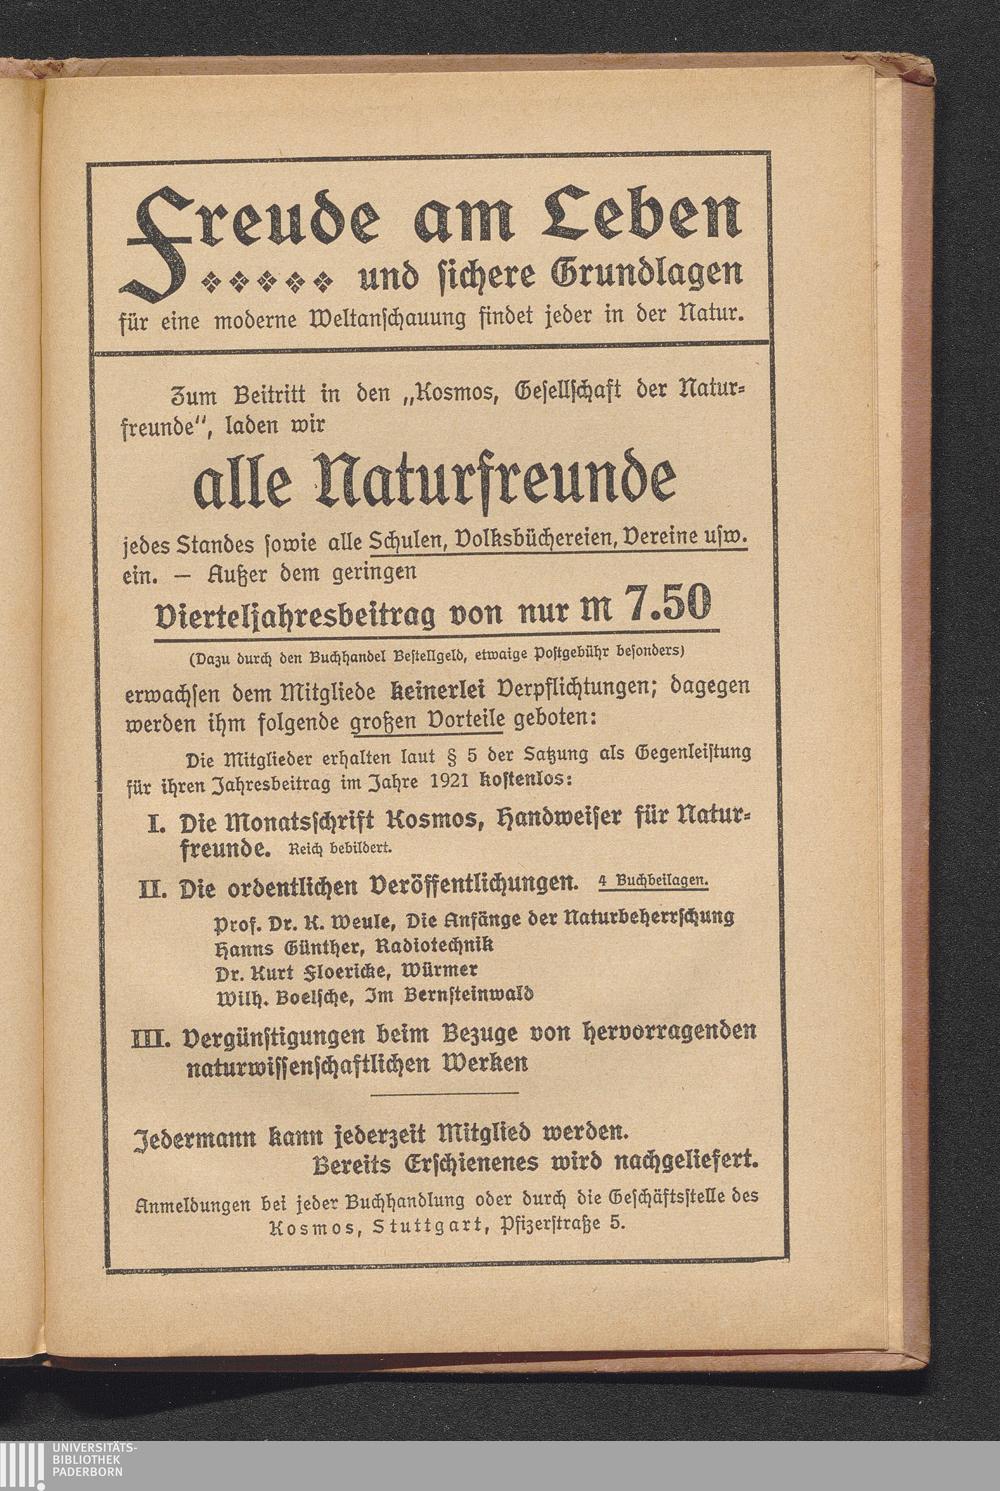 Freude am Leben
und sichere Grundlagen
für eine moderne Weltanschauung findet jeder in der Natur.
Zum Beitritt in den „Kosmos, Gesellschaft der Natur-
freunde“, laden wir
alle Naturfreunde
jedes Standes sowie alle Schulen, Volksbüchereien, Vereine usw.
ein. — Außer dem geringen
Vierteljahresbeitrag von nur M 7.50
(Dazu durch den Buchhandel Bestellgeld, etwaige Postgebühr besonders)
erwachsen dem Mitgliede keinerlei Verpflichtungen; dagegen
werden ihm folgende großen Vorteile geboten:
Die Mitglieder erhalten laut § 5 der Satzung als Gegenleistung
für ihren Jahresbeitrag im Jahre 1921 kostenlos:
I. Die Monatsschrift Kosmos, Handweiser für Natur-
freunde. Reich bebildert.
II. Die ordentlichen Veröffentlichungen. 4 Buchbeilagen.
Prof. Dr. K. Weule, Die Anfänge der Naturbeherrschung
Hanns Günther, Radiotechnik
Dr. Kurt Floericke, Würmer
Wilh. Boelsche, Im Bernsteinwald
III. Vergünstigungen beim Bezuge von hervorragenden
naturwissenschaftlichen Werken
Jedermann kann jederzeit Mitglied werden.
Bereits Erschienenes wird nachgeliefert.
Anmeldungen bei jeder Buchhandlung oder durch die Geschäftsstelle des
Kosmos, Stuttgart, Pfizerstraße 5.
UNIVERSITÄTS-
BIBLIOTHEK
PADERBORN